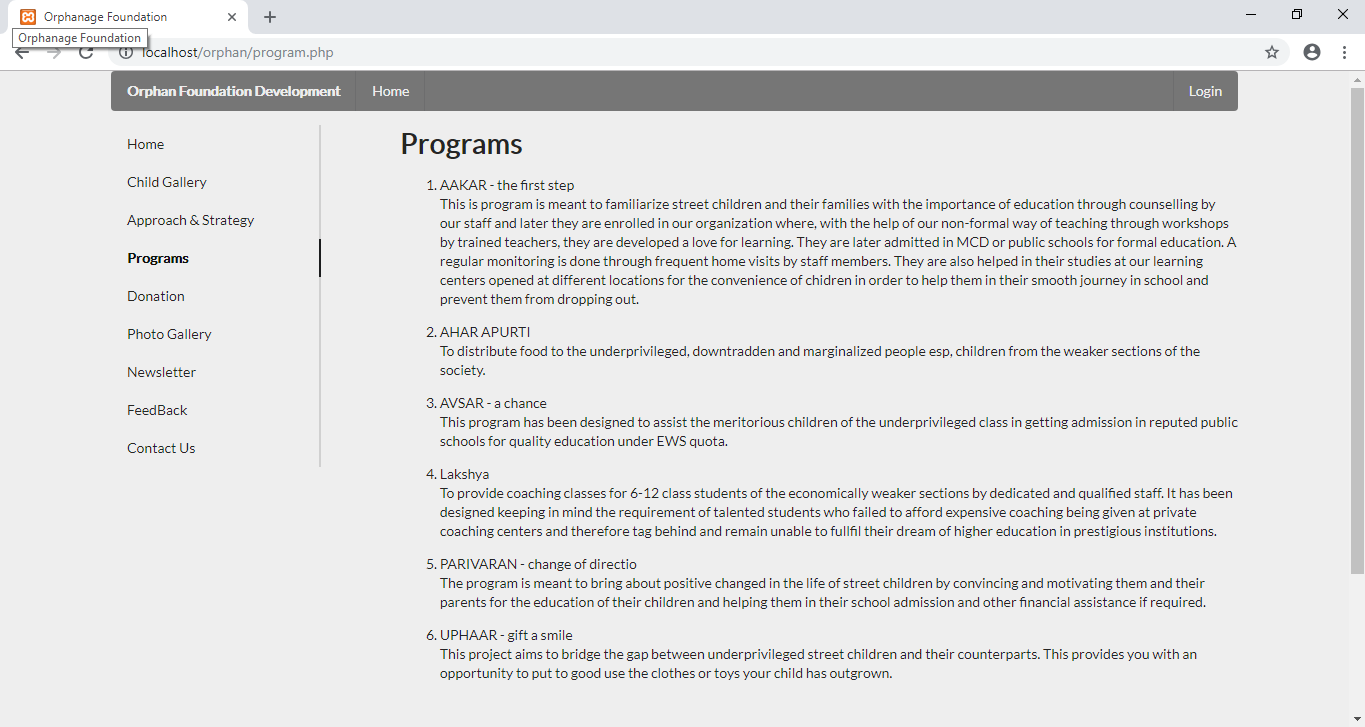 Orphanage Foundation
Orphanage Foundation
localhost/orphan/program.php
Orphan Foundation Development
Home
Login
Home
Child Gallery
Approach & Strategy
Programs
Donation
Photo Gallery
Newsletter
FeedBack
Contact Us
Programs
1. AAKAR - the first step
This is program is meant to familiarize street children and their families with the importance of education through counselling by
our staff and later they are enrolled in our organization where, with the help of our non-formal way of teaching through workshops
by trained teachers, they are developed a love for learning. They are later admitted in MCD or public schools for formal education. A
regular monitoring is done through frequent home visits by staff members. They are also helped in their studies at our learning
centers opened at different locations for the convenience of chidren in order to help them in their smooth journey in school and
prevent them from dropping out.
2. AHAR APURTI
To distribute food to the underprivileged, downtradden and marginalized people esp, children from the weaker sections of the
society.
3. AVSAR - a chance
This program has been designed to assist the meritorious children of the underprivileged class in getting admission in reputed public
schools for quality education under EWS quota.
4. Lakshya
To provide coaching classes for 6-12 class students of the economically weaker sections by dedicated and qualified staff. It has been
designed keeping in mind the requirement of talented students who failed to afford expensive coaching being given at private
coaching centers and therefore tag behind and remain unable to fullfil their dream of higher education in prestigious institutions.
5. PARIVARAN - change of directio
The program is meant to bring about positive changed in the life of street children by convincing and motivating them and their
parents for the education of their children and helping them in their school admission and other financial assistance if required.
6. UPHAAR - gift a smile
This project aims to bridge the gap between underprivileged street children and their counterparts. This provides you with an
opportunity to put to good use the clothes or toys your child has outgrown.